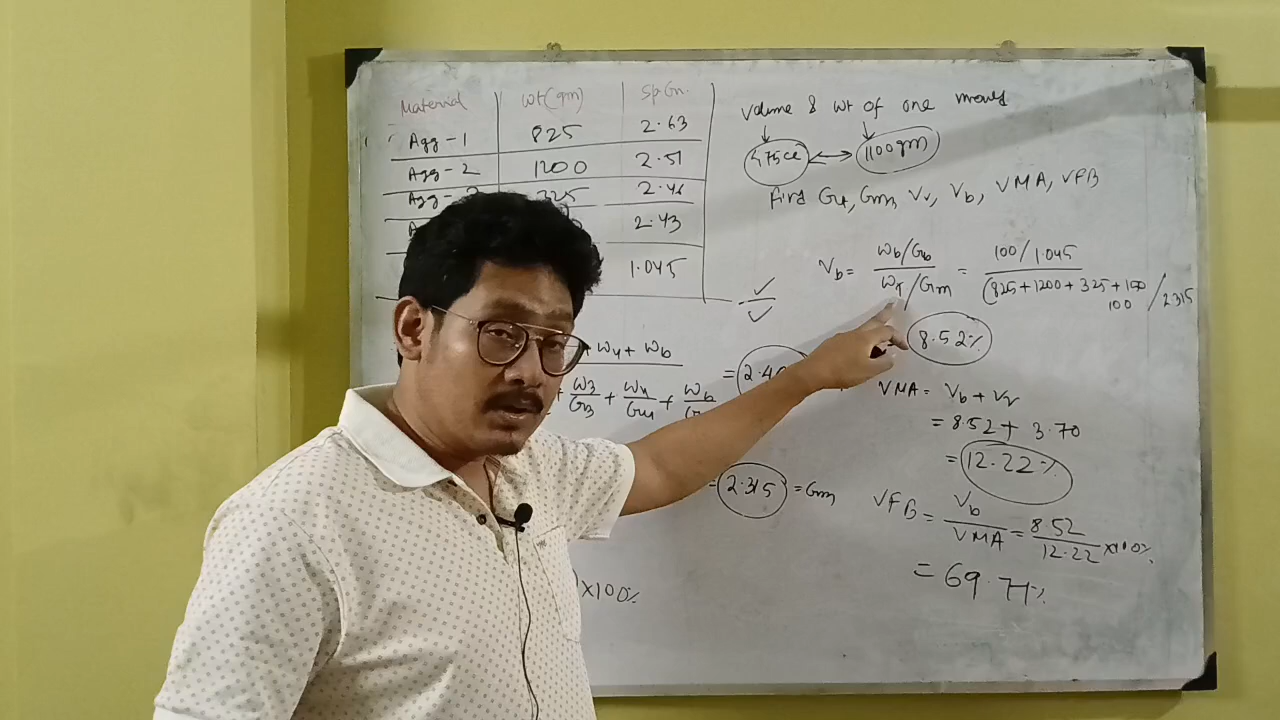 Material Wt(gm) Sp.Gr.
Agg-1 825 2.63
Agg-2 1200 2.51
Agg- 325 2.46
2.43
1.045
Volume & wt of one mould
475cc ↔ 1100gm
Find Gt, Gm, Vv, Vb, VMA, VFB
Vb = Wb/Gb / WT/Gm = 100/1.045 / (825+1200+325+150 100 / 2.315
8.52%
+ W4 + Wb
W3/G3 + W4/G4 + Wb/G = 2.40
VMA = Vb + Vv
= 8.52 + 3.70
= 12.22%
= 2.315 = Gm
VFB = Vb/VMA = 8.52/12.22 ×100%
= 69.71%
×100%